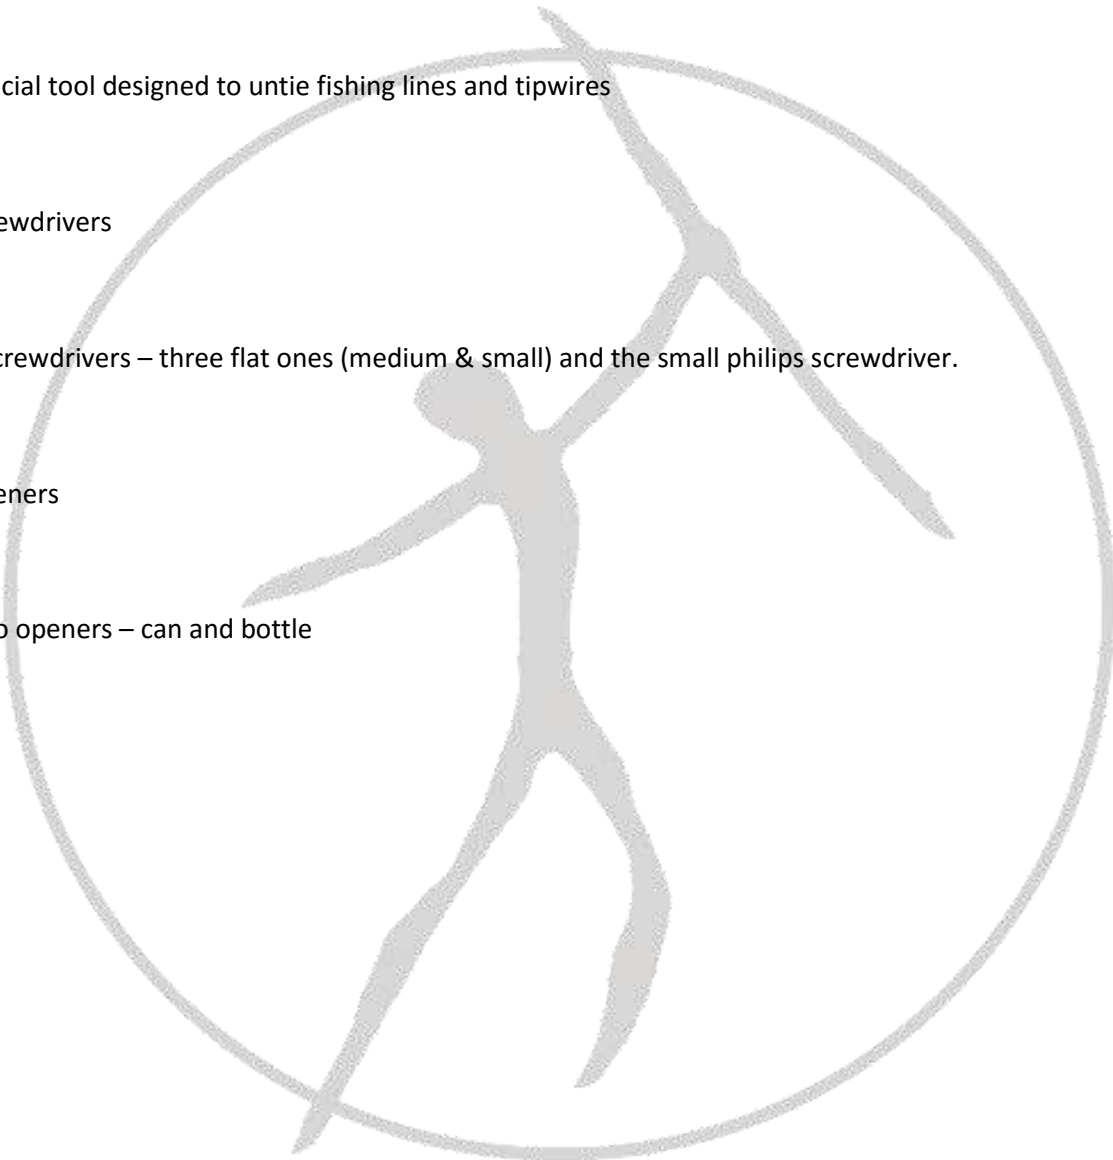 cial tool designed to untie fishing lines and tipwires
ewdrivers
crewdrivers – three flat ones (medium & small) and the small philips screwdriver.
eners
o openers – can and bottle